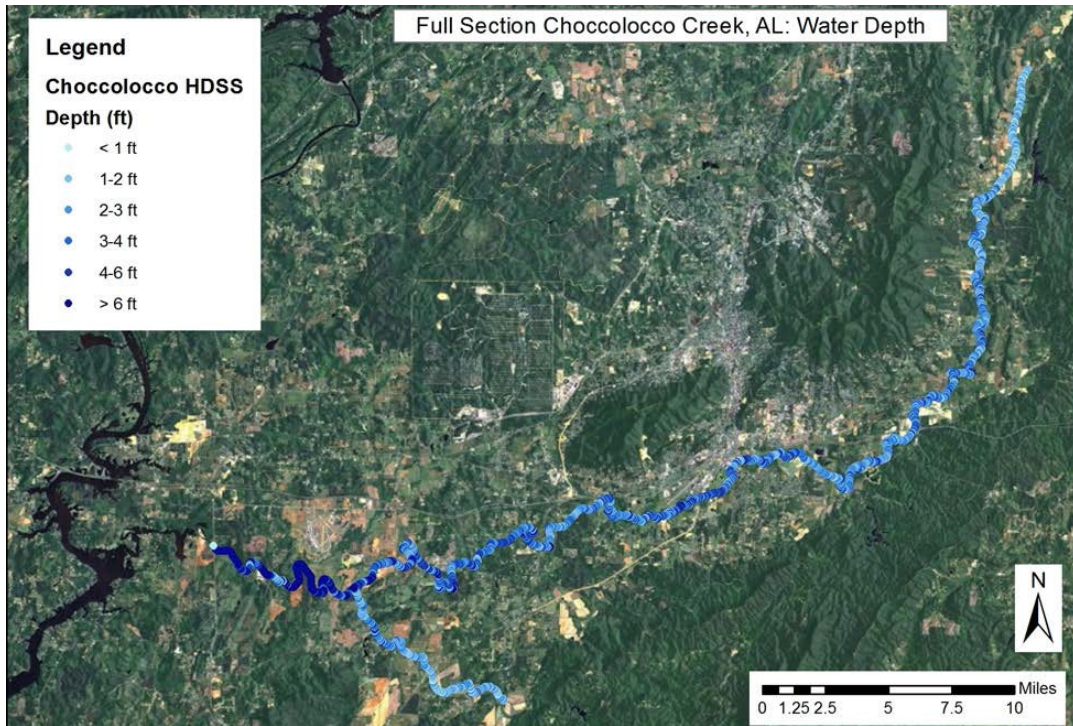 Full Section Choccolocco Creek, AL: Water Depth
Legend
Choccolocco HDSS
Depth (ft)
< 1 ft
1-2 ft
2-3 ft
3-4 ft
4-6 ft
> 6 ft
N
Miles
0 1.25 2.5 5 7.5 10